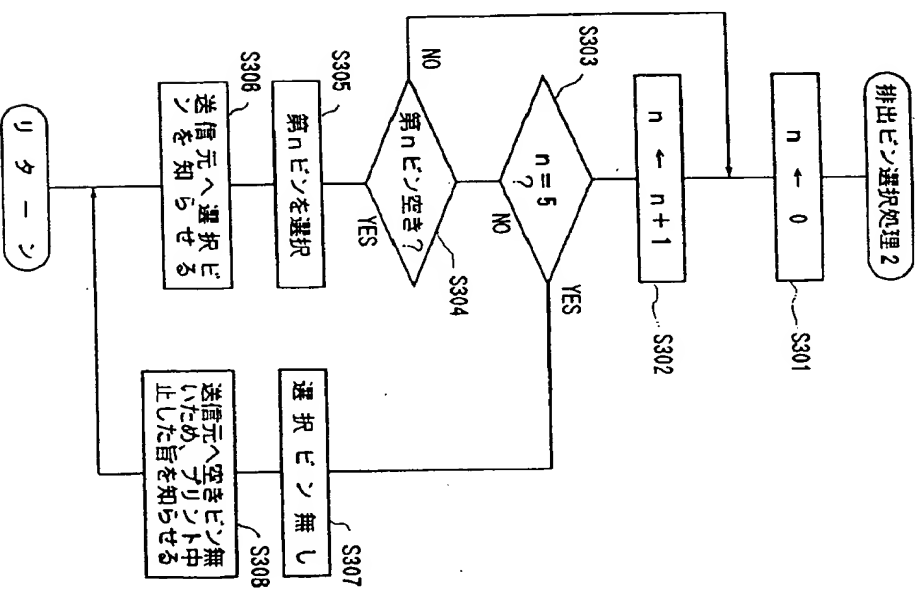 排出ビン選択処理2
n ← 0
S301
n ← n+1
S302
S303
n=5
?
YES
NO
第nビン空き?
S304
NO
YES
S305
第nビンを選択
S306
送信元へ選択ビ
ンを知らせる
選択ビン無し
S307
送信元へ空きビン無
いため、プリント中
止した旨を知らせる
S308
リターン